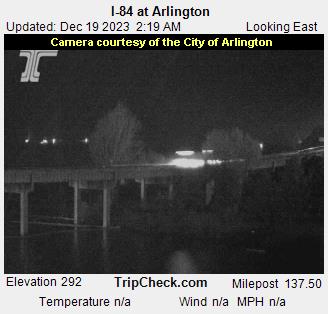 I-84 at Arlington
Updated: Dec 19 2023 2:19 AM Looking East
Camera courtesy of the City of Arlington
Elevation 292 TripCheck.com Milepost 137.50
Temperature n/a Wind n/a MPH n/a